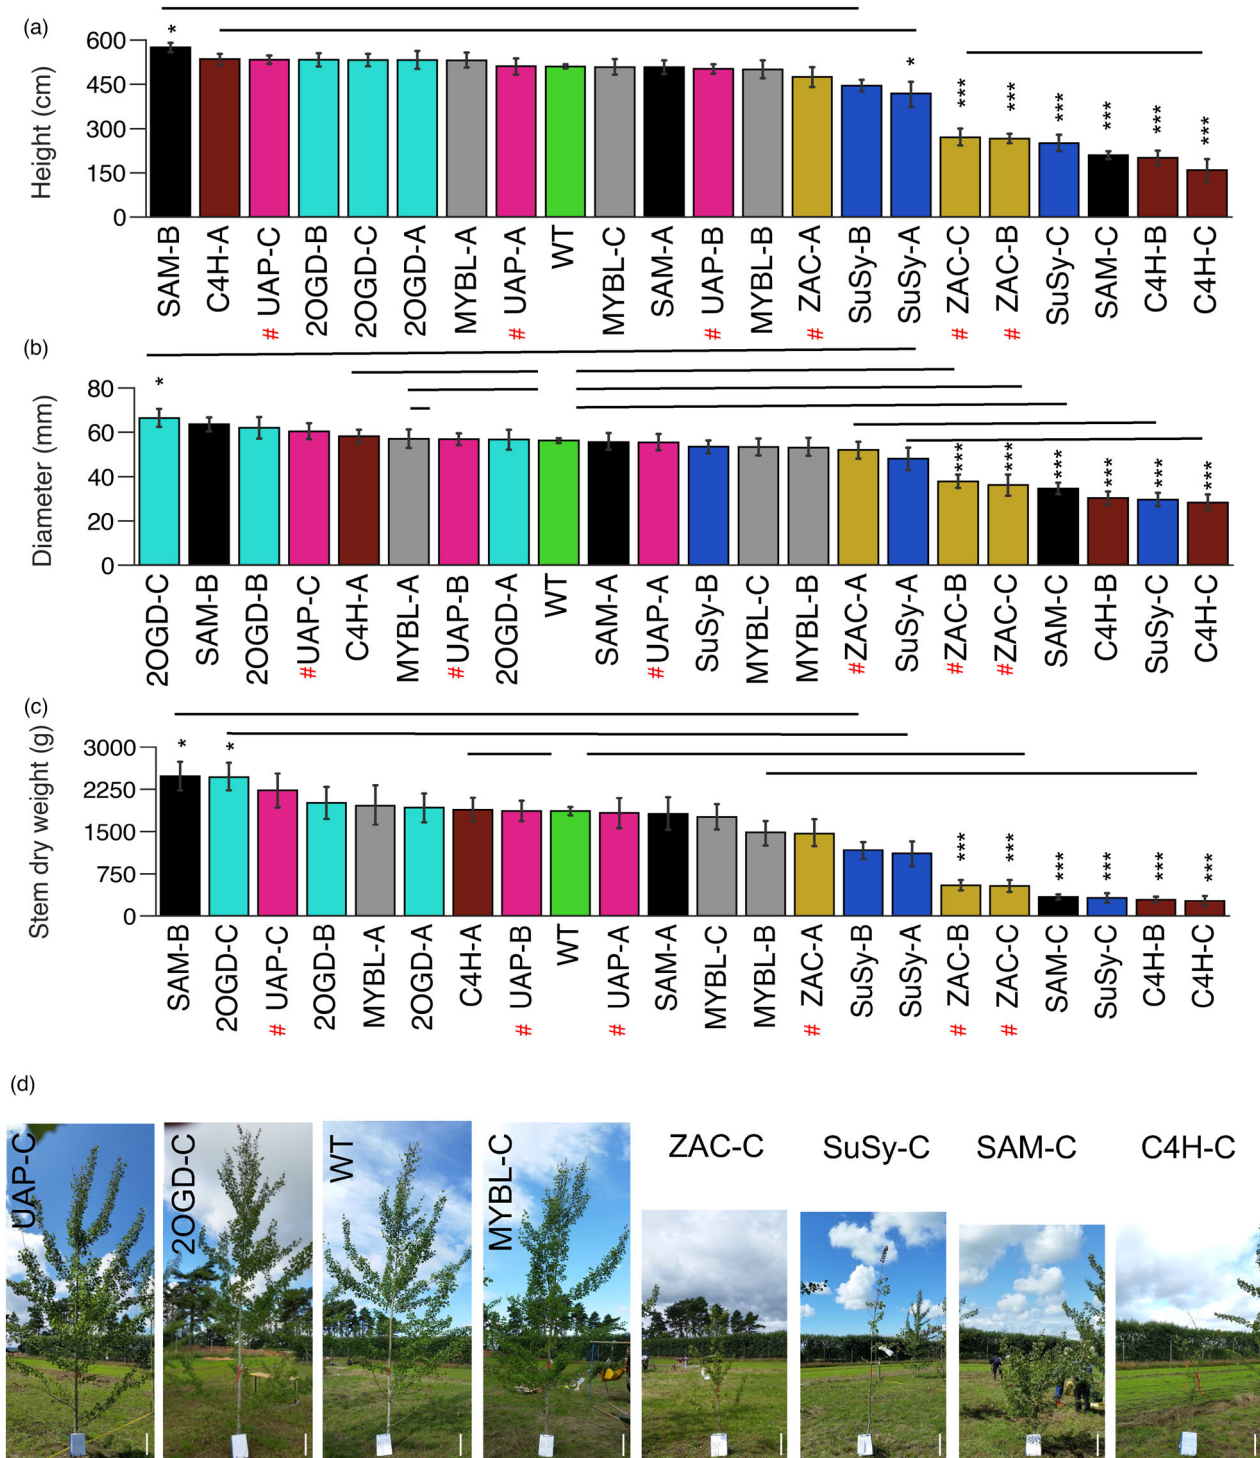 (a)
Height (cm)
600
450
300
150
0
* * *** *** *** *** *** ***
SAM-B C4H-A # UAP-C 2OGD-B 2OGD-C 2OGD-A MYBL-A # UAP-A WT MYBL-C SAM-A # UAP-B MYBL-B # ZAC-A SuSy-B SuSy-A # ZAC-C # ZAC-B SuSy-C SAM-C C4H-B C4H-C
(b)
Diameter (mm)
80
60
40
20
0
* *** *** *** *** *** ***
2OGD-C SAM-B 2OGD-B #UAP-C C4H-A MYBL-A #UAP-B 2OGD-A WT SAM-A #UAP-A SuSy-B MYBL-C MYBL-B #ZAC-A SuSy-A #ZAC-B #ZAC-C SAM-C C4H-B SuSy-C C4H-C
(c)
Stem dry weight (g)
3000
2250
1500
750
0
* * *** *** *** *** *** ***
SAM-B 2OGD-C # UAP-C 2OGD-B MYBL-A 2OGD-A C4H-A # UAP-B WT # UAP-A SAM-A MYBL-C MYBL-B # ZAC-A SuSy-B SuSy-A # ZAC-B # ZAC-C SAM-C SuSy-C C4H-B C4H-C
(d)
UAP-C 2OGD-C WT MYBL-C ZAC-C SuSy-C SAM-C C4H-C